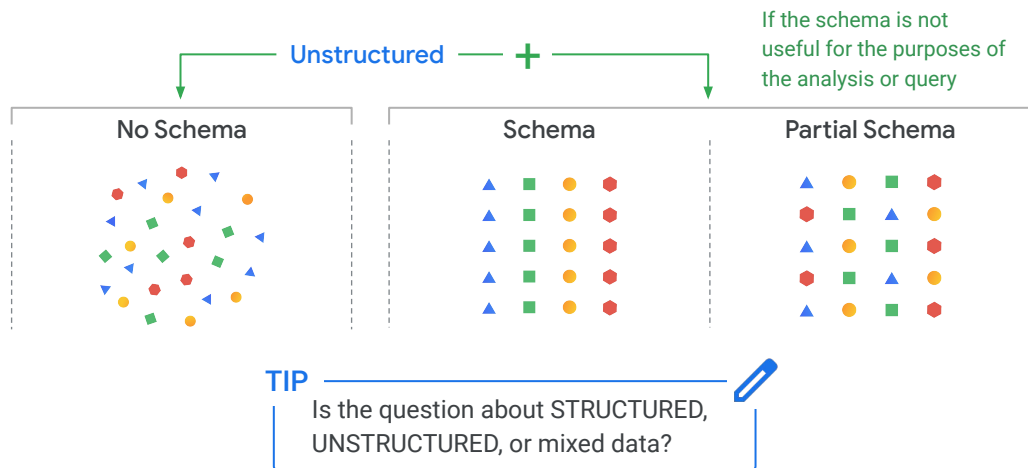 Unstructured
+
If the schema is not
useful for the purposes of
the analysis or query
No Schema
Schema
Partial Schema
TIP
Is the question about STRUCTURED,
UNSTRUCTURED, or mixed data?